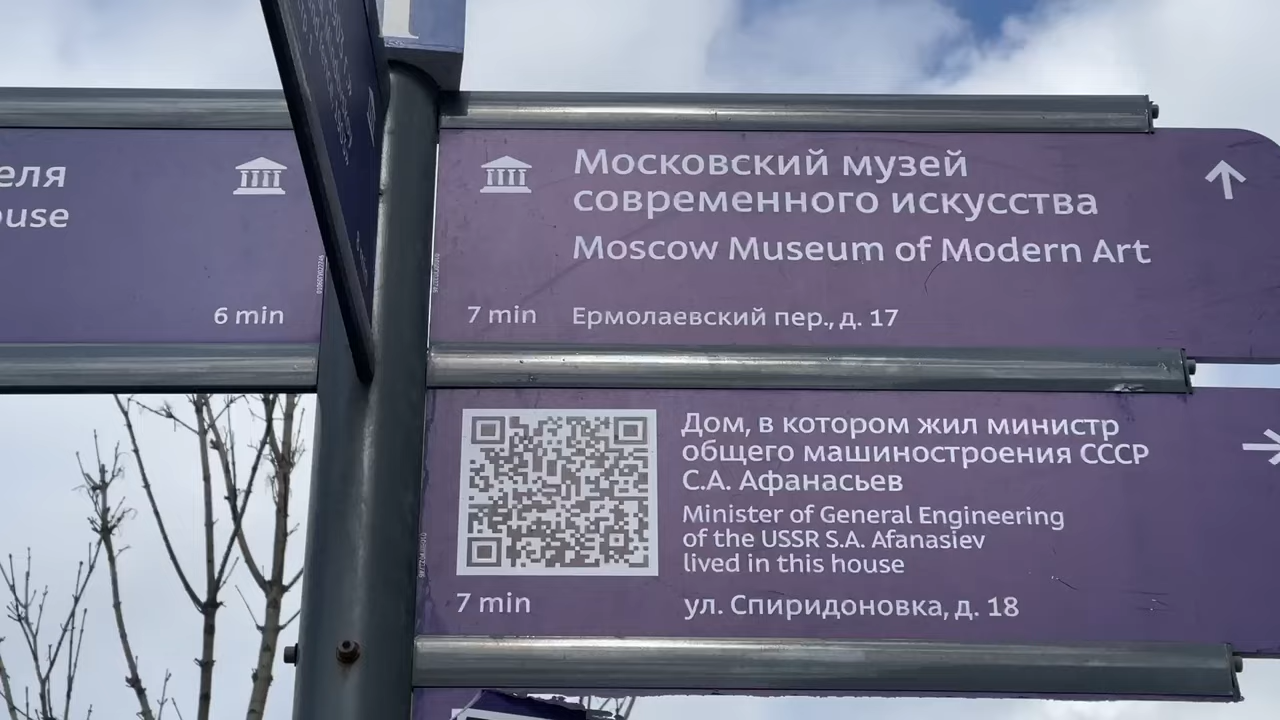 еля
ouse
6 min
Московский музей
современного искусства
Moscow Museum of Modern Art
7 min
Ермолаевский пер., д. 17
Дом, в котором жил министр
общего машиностроения СССР
С.А. Афанасьев
Minister of General Engineering
of the USSR S.A. Afanasiev
lived in this house
7 min
ул. Спиридоновка, д. 18